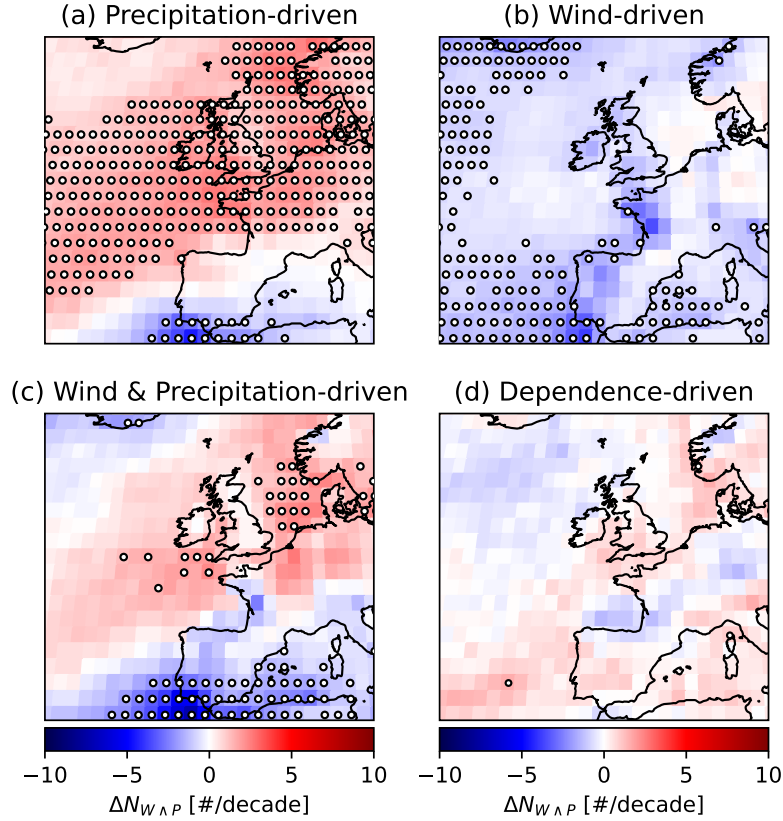 (a) Precipitation-driven
(b) Wind-driven
(c) Wind & Precipitation-driven
(d) Dependence-driven
−10 −5 0 5 10
−10 −5 0 5 10
ΔN_{W∧P} [#/decade]
ΔN_{W∧P} [#/decade]